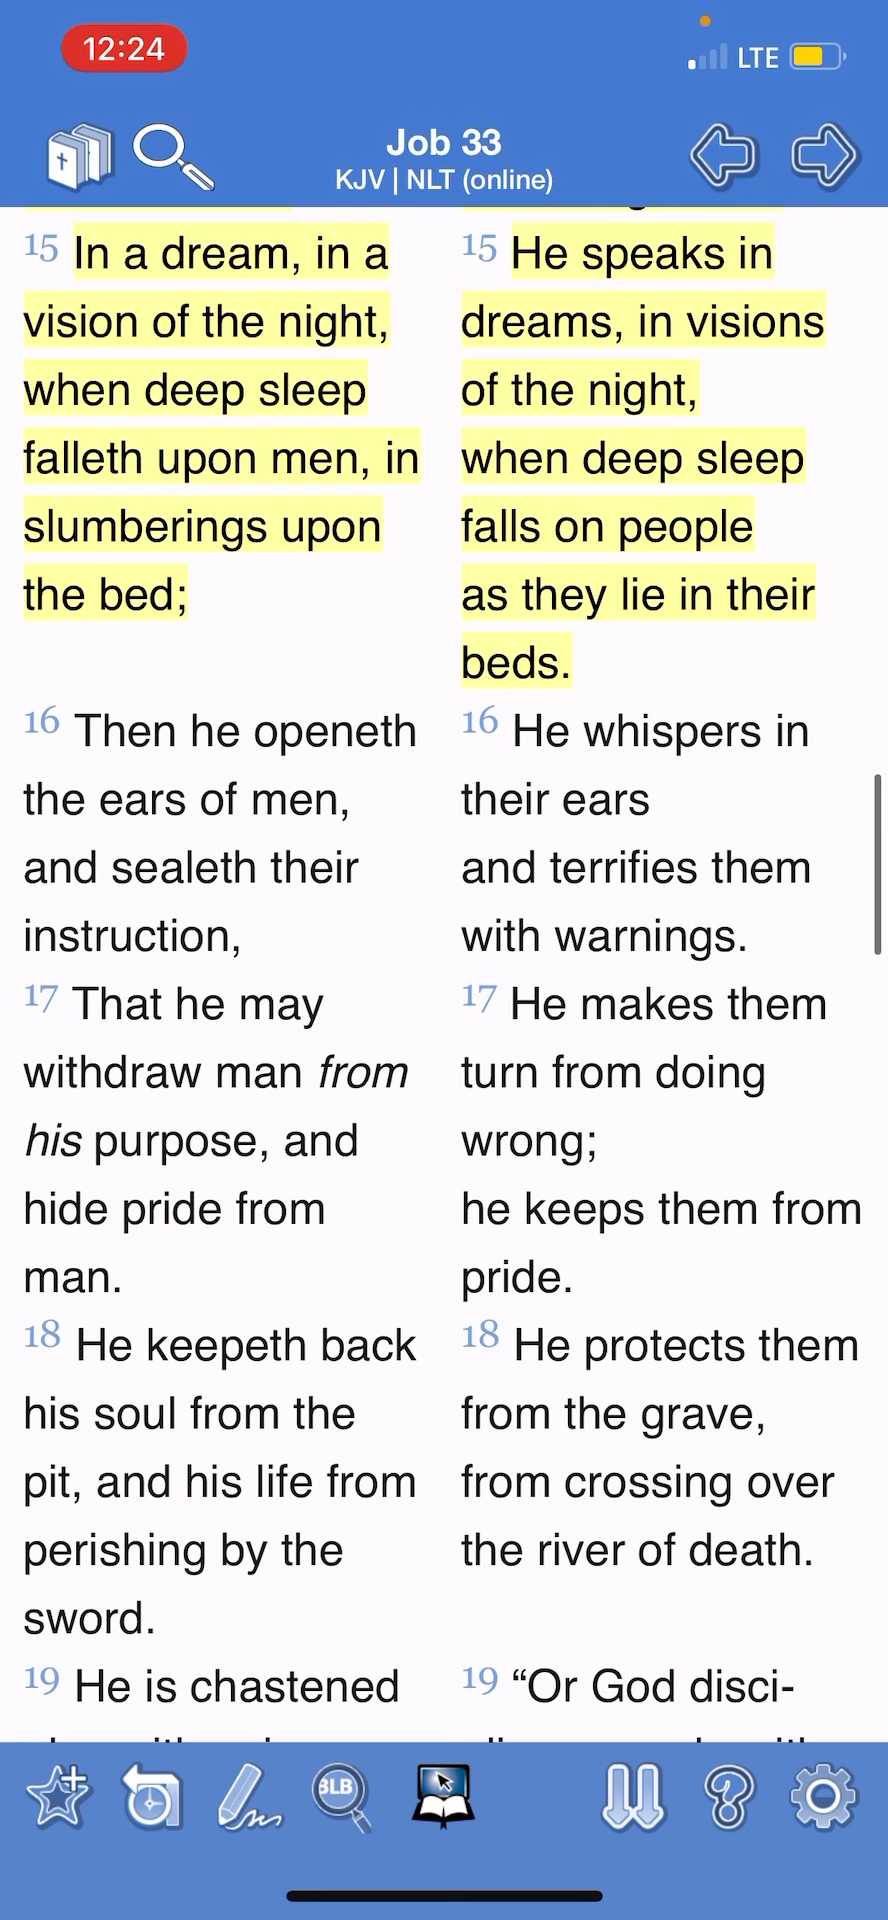 12:24
LTE
Job 33
KJV | NLT (online)
15 In a dream, in a
vision of the night,
when deep sleep
falleth upon men, in
slumberings upon
the bed;
15 He speaks in
dreams, in visions
of the night,
when deep sleep
falls on people
as they lie in their
beds.
16 Then he openeth
the ears of men,
and sealeth their
instruction,
16 He whispers in
their ears
and terrifies them
with warnings.
17 That he may
withdraw man from
his purpose, and
hide pride from
man.
17 He makes them
turn from doing
wrong;
he keeps them from
pride.
18 He keepeth back
his soul from the
pit, and his life from
perishing by the
sword.
18 He protects them
from the grave,
from crossing over
the river of death.
19 He is chastened
19 “Or God disci-
BLB